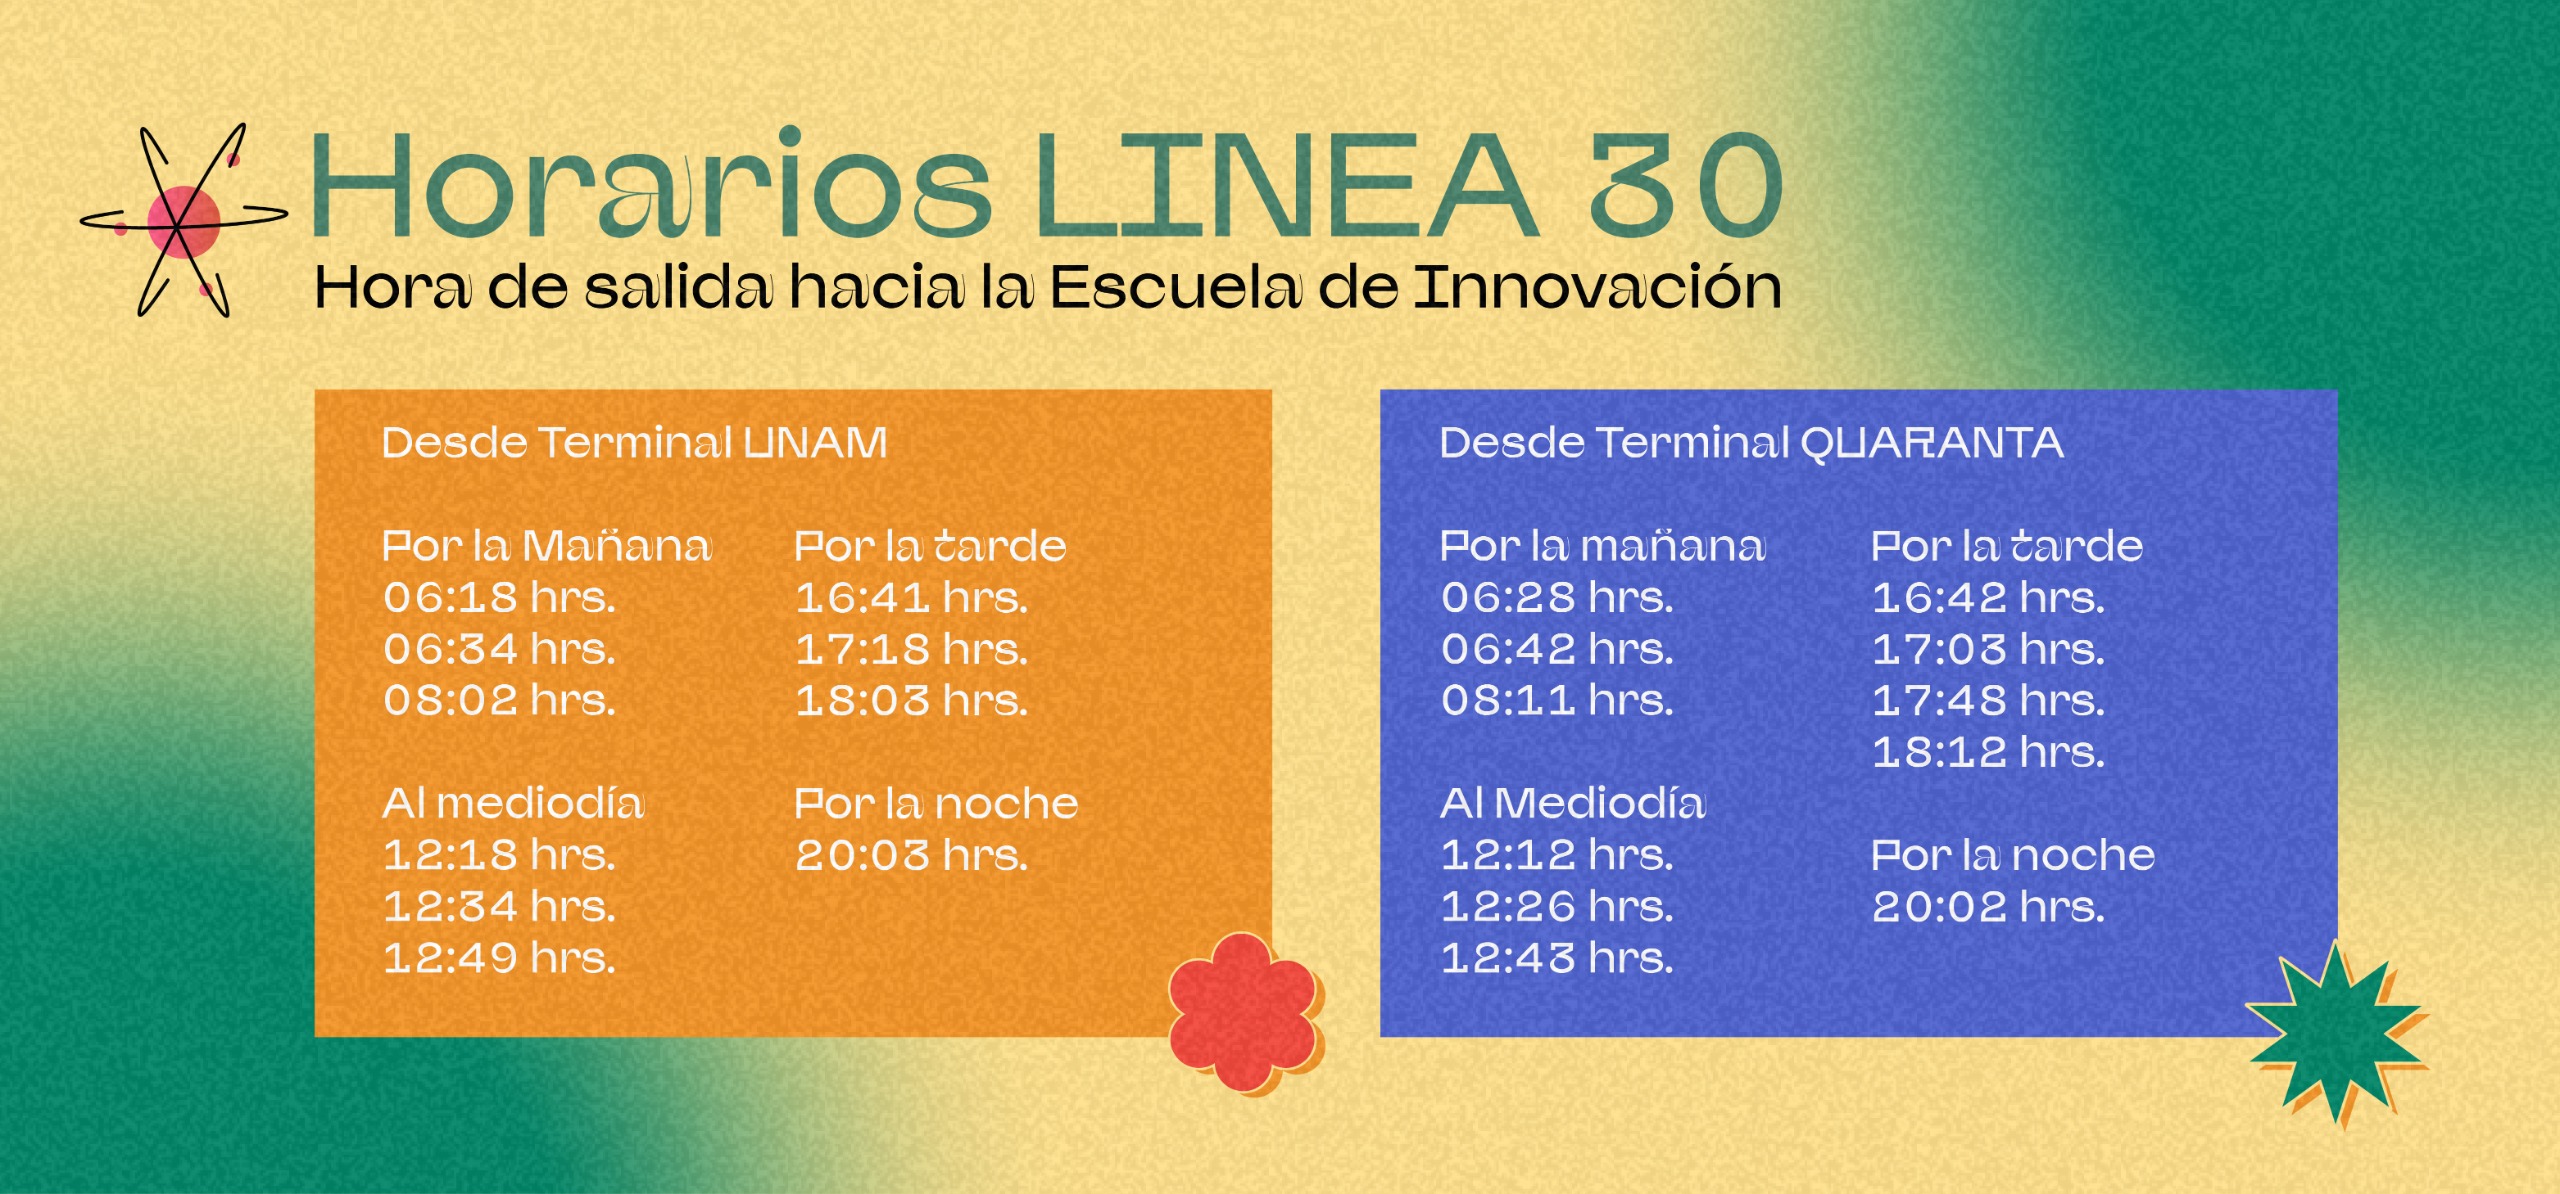 Horarios LINEA 30
Hora de salida hacia la Escuela de Innovación
Desde Terminal UNAM
Por la Mañana
06:18 hrs.
06:34 hrs.
08:02 hrs.
Al mediodía
12:18 hrs.
12:34 hrs.
12:49 hrs.
Por la tarde
16:41 hrs.
17:18 hrs.
18:03 hrs.
Por la noche
20:03 hrs.
Desde Terminal QUARANTA
Por la mañana
06:28 hrs.
06:42 hrs.
08:11 hrs.
Al Mediodía
12:12 hrs.
12:26 hrs.
12:43 hrs.
Por la tarde
16:42 hrs.
17:03 hrs.
17:48 hrs.
18:12 hrs.
Por la noche
20:02 hrs.